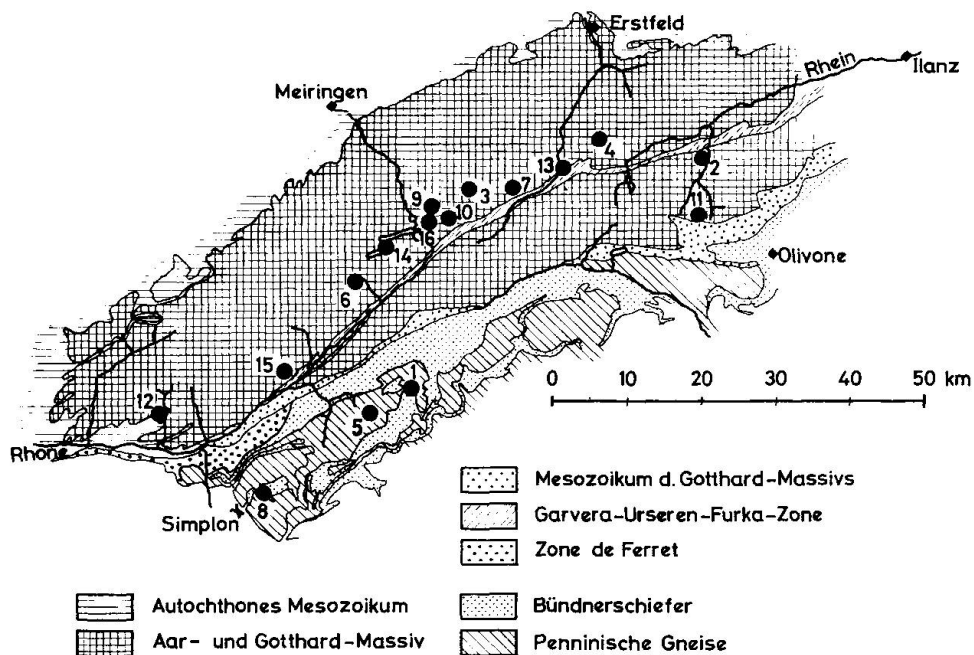 Erstfeld
Rhein
Ilanz
Meiringen
4
13
2
3
7
9
10
11
16
14
Olivone
6
15
1
0 10 20 30 40 50 km
12
5
Rhone
8
Simplon
Mesozoikum d. Gotthard-Massivs
Garvera-Urseren-Furka-Zone
Zone de Ferret
Autochthones Mesozoikum
Bündnerschiefer
Aar- und Gotthard-Massiv
Penninische Gneise